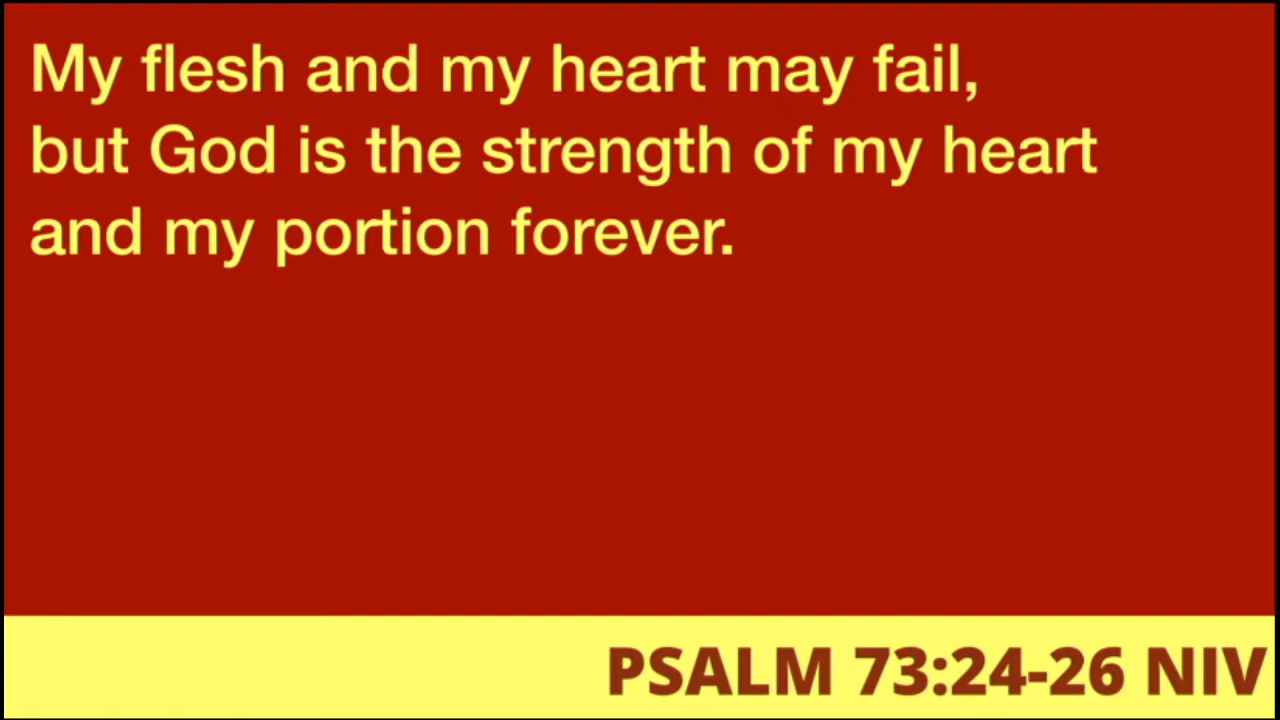 My flesh and my heart may fail,
but God is the strength of my heart
and my portion forever.
PSALM 73:24-26 NIV